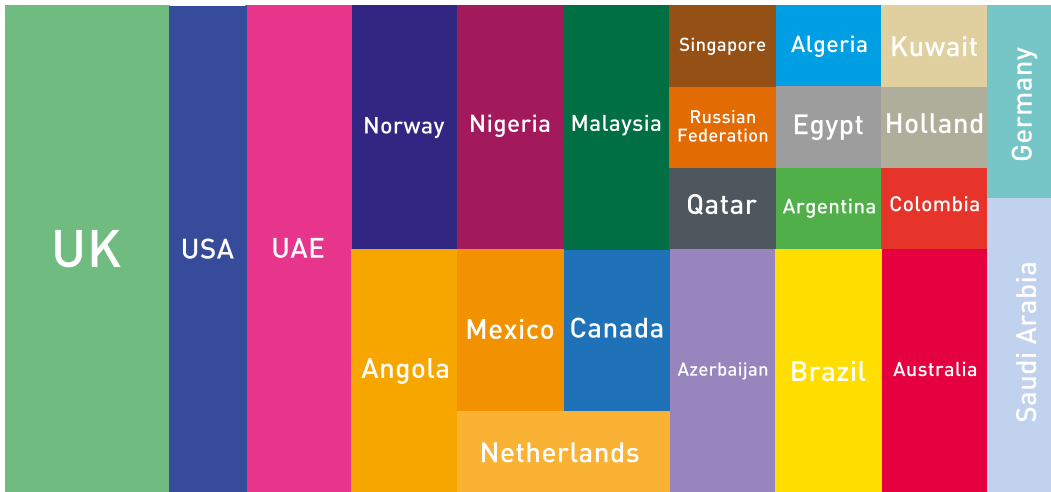 UK
USA
UAE
Norway
Nigeria
Malaysia
Singapore
Algeria
Kuwait
Germany
Russian
Federation
Egypt
Holland
Qatar
Argentina
Colombia
Angola
Mexico
Canada
Azerbaijan
Brazil
Australia
Saudi Arabia
Netherlands